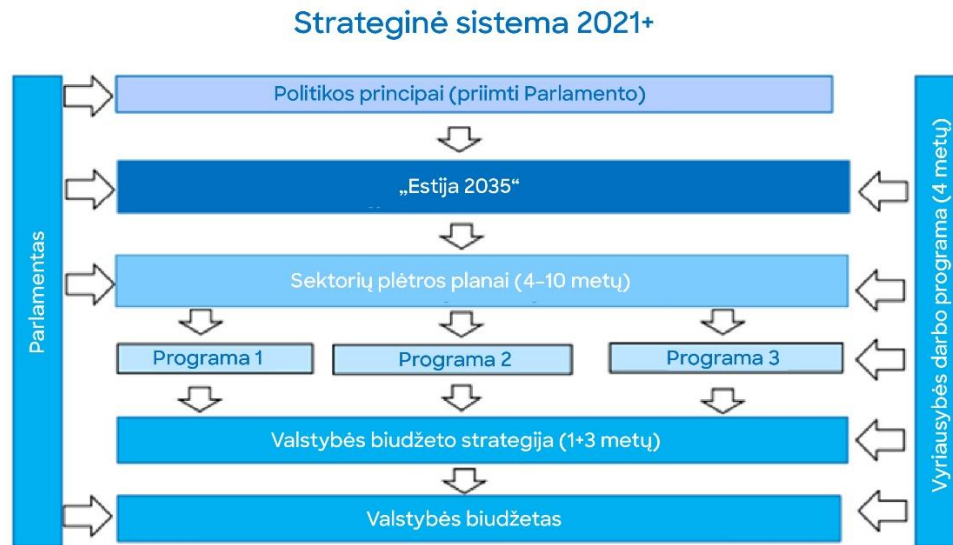 Strateginė sistema 2021+
Politikos principai (priimti Parlamento)
„Estija 2035“
Sektorių plėtros planai (4–10 metų)
Programa 1
Programa 2
Programa 3
Valstybės biudžeto strategija (1+3 metų)
Valstybės biudžetas
Parlamentas
Vyriausybės darbo programa (4 metų)